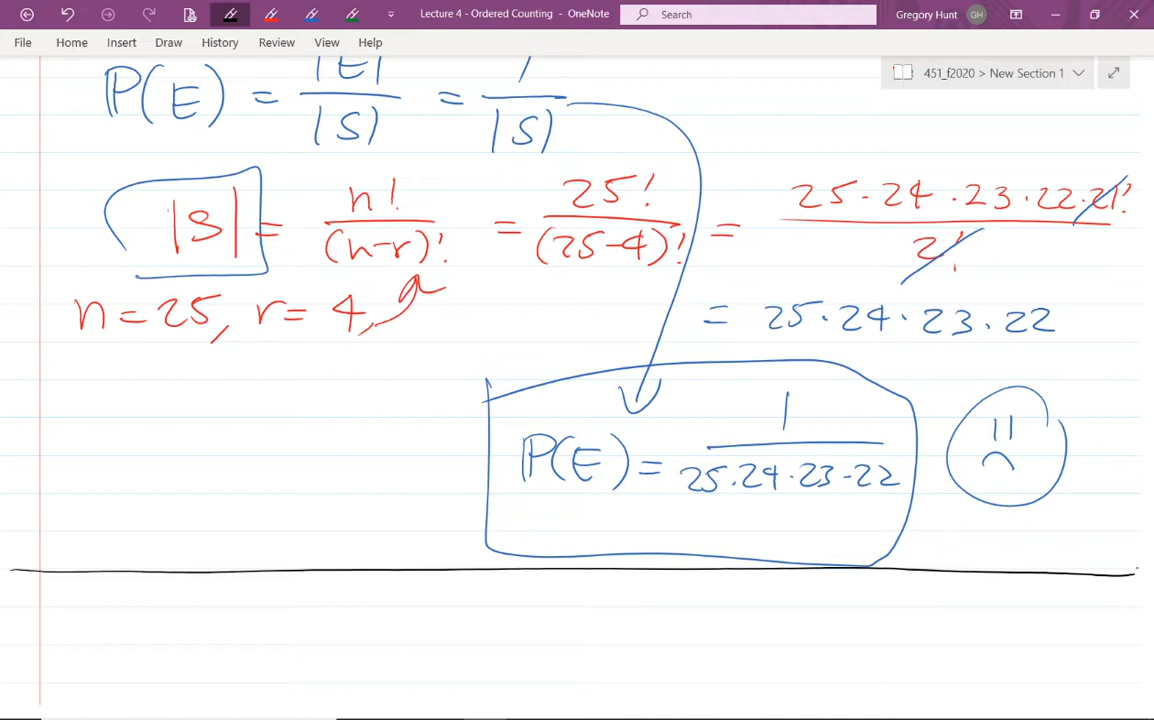 Lecture 4 - Ordered Counting - OneNote
Search
Gregory Hunt GH
File Home Insert Draw History Review View Help
451_f2020 > New Section 1
P(E) = |E| / |S| = 1 / |S|
|S| = n! / (n-r)! = 25! / (25-4)! = 25·24·23·22·21! / 21!
n=25, r=4,
= 25·24·23·22
P(E) = 1 / 25·24·23·22